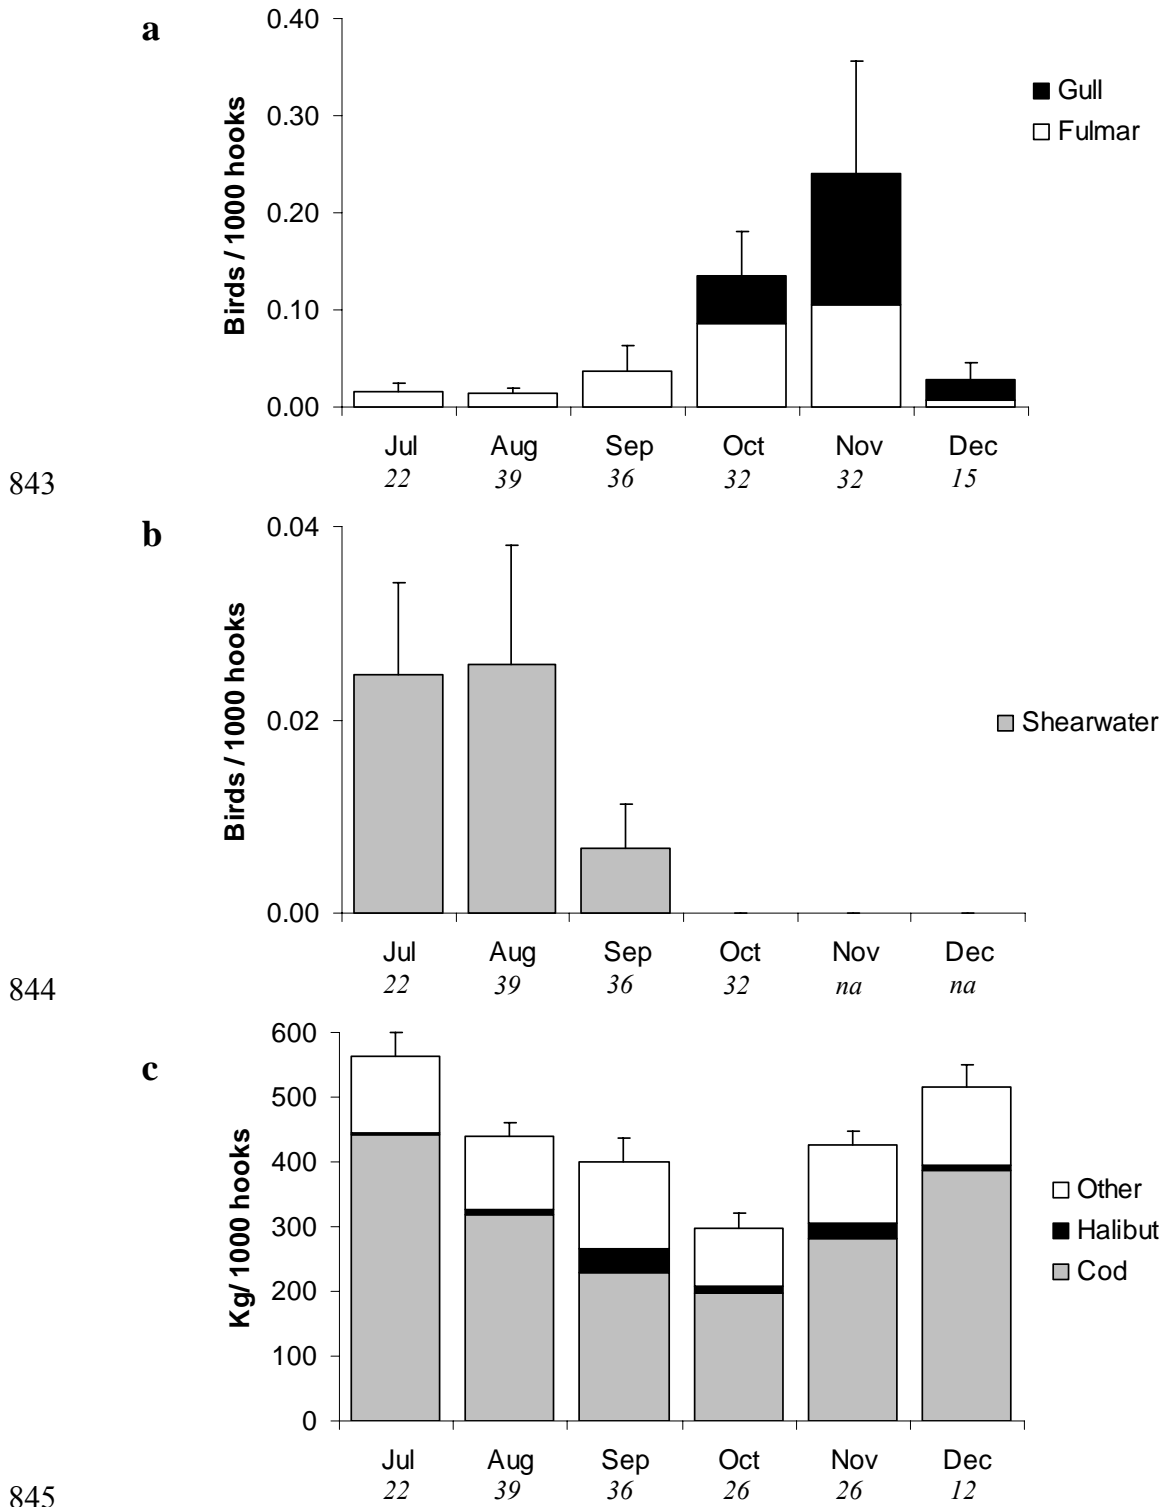 a
0.40
0.30
0.20
0.10
0.00
Birds / 1000 hooks
Gull
Fulmar
Jul Aug Sep Oct Nov Dec
22 39 36 32 32 15
843
b
0.04
0.02
0.00
Birds / 1000 hooks
Shearwater
Jul Aug Sep Oct Nov Dec
22 39 36 32 na na
844
c
600
500
400
300
200
100
0
Kg/ 1000 hooks
Other
Halibut
Cod
Jul Aug Sep Oct Nov Dec
22 39 36 26 26 12
845